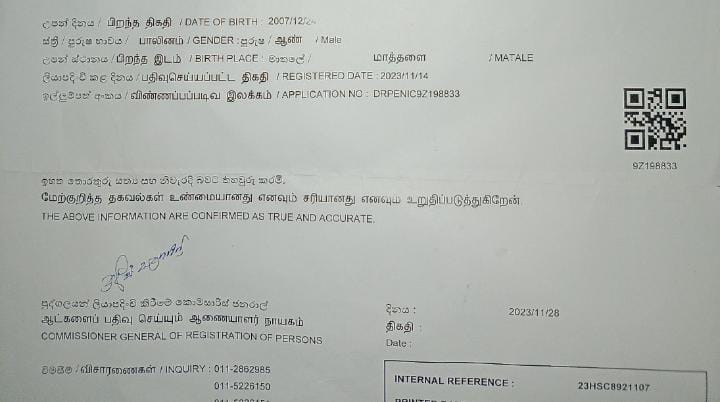 උපන් දිනය / பிறந்த திகதி / DATE OF BIRTH : 2007/12/24
ස්ත්‍රී / පුරුෂ භාවය / பாலினம் / GENDER : පුරුෂ / ஆண் / Male
උපන් ස්ථානය / பிறந்த இடம் / BIRTH PLACE : මාතලේ / மாத்தளை / MATALE
ලියාපදිංචි කළ දිනය / பதிவுசெய்யப்பட்ட திகதி / REGISTERED DATE : 2023/11/14
ඉල්ලුම්පත් අංකය / விண்ணப்பப்படிவ இலக்கம் / APPLICATION NO : DRPENIC9Z198833
9Z198833
ඉහත තොරතුරු සත්‍ය සහ නිවැරදි බවට තහවුරු කරමි.
மேற்குறித்த தகவல்கள் உண்மையானது எனவும் சரியானது எனவும் உறுதிப்படுத்துகிறேன்.
THE ABOVE INFORMATION ARE CONFIRMED AS TRUE AND ACCURATE.
පුද්ගලයන් ලියාපදිංචි කිරීමේ කොමසාරිස් ජනරාල්
ஆட்களைப் பதிவு செய்யும் ஆணையாளர் நாயகம்
COMMISSIONER GENERAL OF REGISTRATION OF PERSONS
දිනය : 2023/11/28
திகதி :
Date :
විමසීම් / விசாரணைகள் / INQUIRY : 011-2862985
011-5226150
INTERNAL REFERENCE : 23HSC8921107